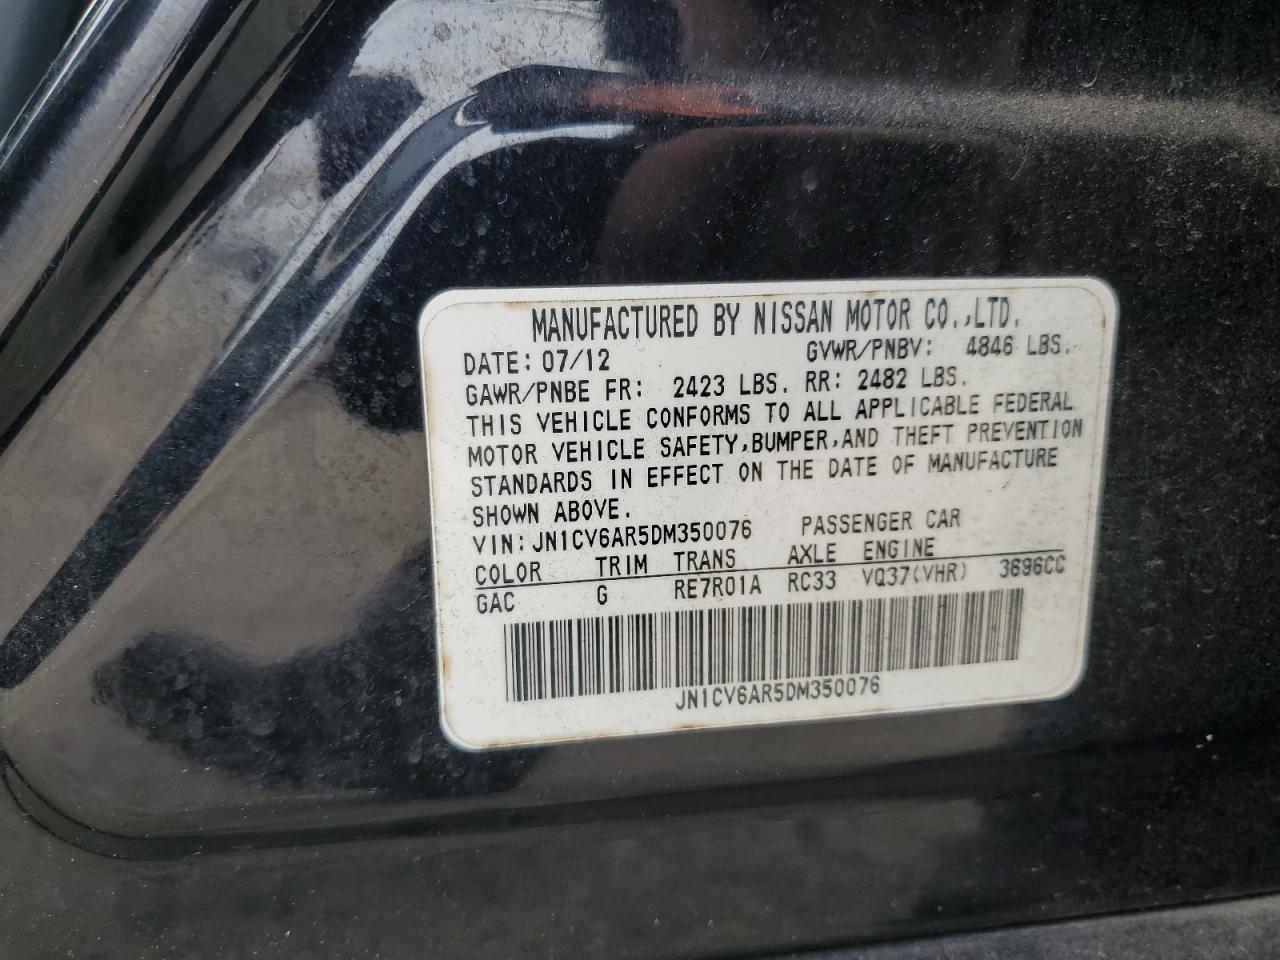 MANUFACTURED BY NISSAN MOTOR CO.,LTD.
DATE: 07/12 GVWR/PNBV: 4846 LBS.
GAWR/PNBE FR: 2423 LBS. RR: 2482 LBS.
THIS VEHICLE CONFORMS TO ALL APPLICABLE FEDERAL
MOTOR VEHICLE SAFETY,BUMPER,AND THEFT PREVENTION
STANDARDS IN EFFECT ON THE DATE OF MANUFACTURE
SHOWN ABOVE.
VIN: JN1CV6AR5DM350076 PASSENGER CAR
COLOR TRIM TRANS AXLE ENGINE
GAC G RE7R01A RC33 VQ37(VHR) 3696CC
JN1CV6AR5DM350076